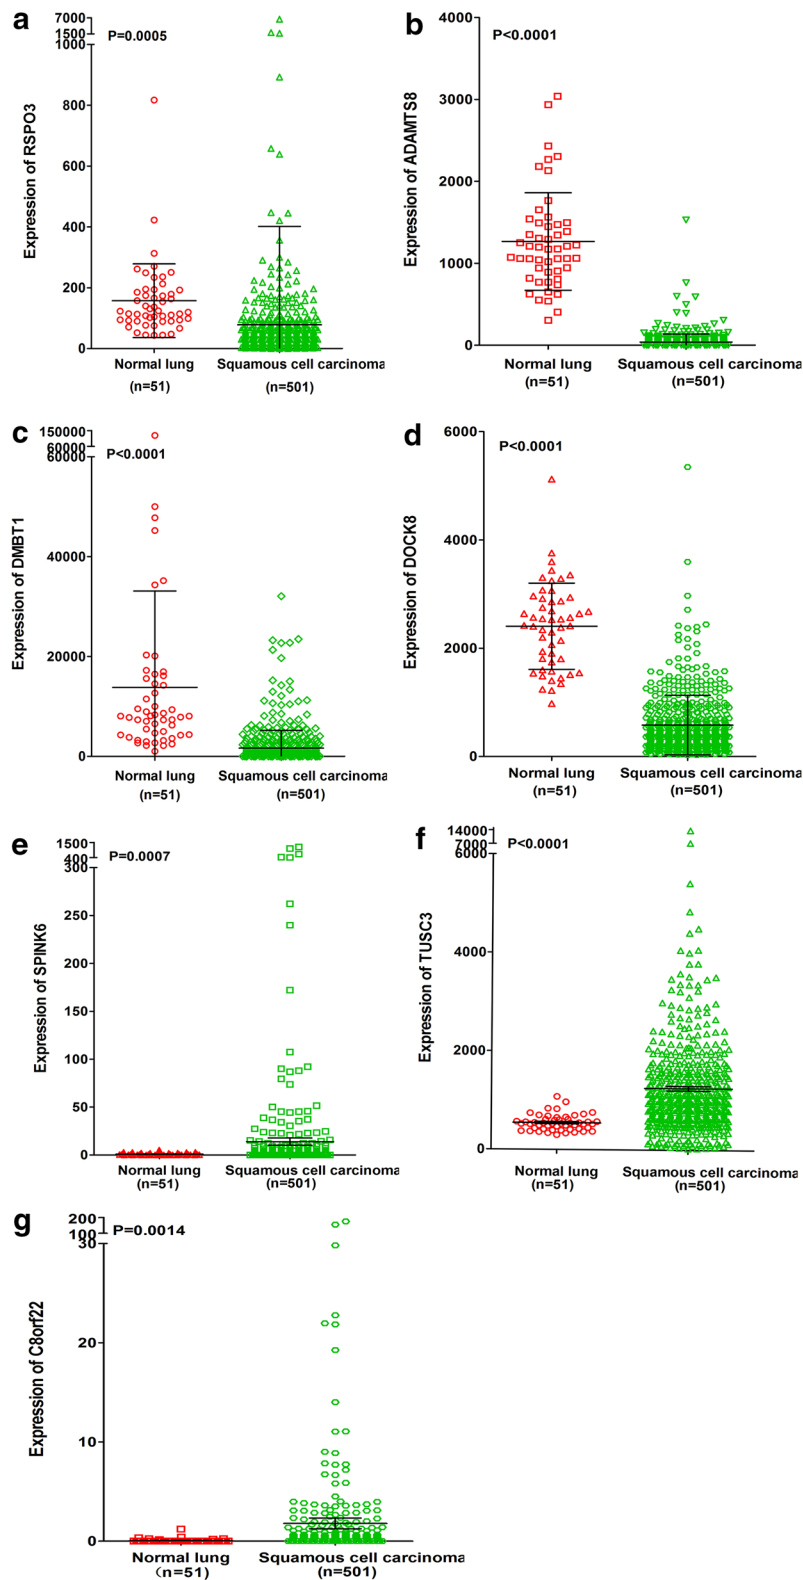 a
7000
1500
1000
800
600
400
200
0
P=0.0005
Expression of RSPO3
Normal lung
(n=51)
Squamous cell carcinoma
(n=501)
b
4000
3000
2000
1000
0
P<0.0001
Expression of ADAMTS8
Normal lung
(n=51)
Squamous cell carcinoma
(n=501)
c
150000
60000
60000
40000
20000
0
P<0.0001
Expression of DMBT1
Normal lung
(n=51)
Squamous cell carcinoma
(n=501)
d
6000
4000
2000
0
P<0.0001
Expression of DOCK8
Normal lung
(n=51)
Squamous cell carcinoma
(n=501)
e
1500
400
300
250
200
150
100
50
0
P=0.0007
Expression of SPINK6
Normal lung
(n=51)
Squamous cell carcinoma
(n=501)
f
14000
7000
6000
4000
2000
0
P<0.0001
Expression of TUSC3
Normal lung
(n=51)
Squamous cell carcinoma
(n=501)
g
200
100
30
20
10
0
P=0.0014
Expression of C8orf22
Normal lung
(n=51)
Squamous cell carcinoma
(n=501)